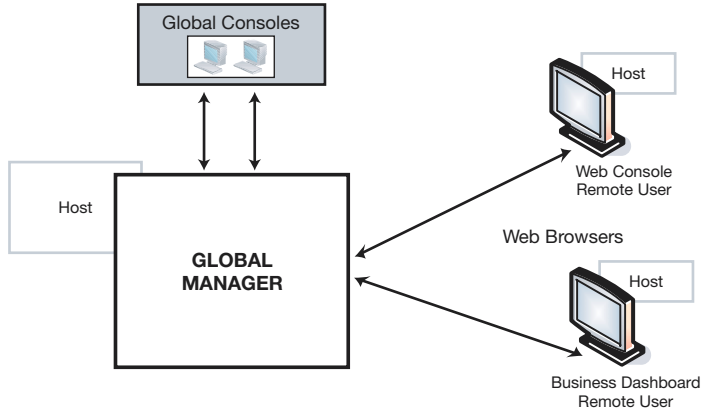 Global Consoles
Host
Web Console
Remote User
Host
GLOBAL
MANAGER
Web Browsers
Host
Business Dashboard
Remote User